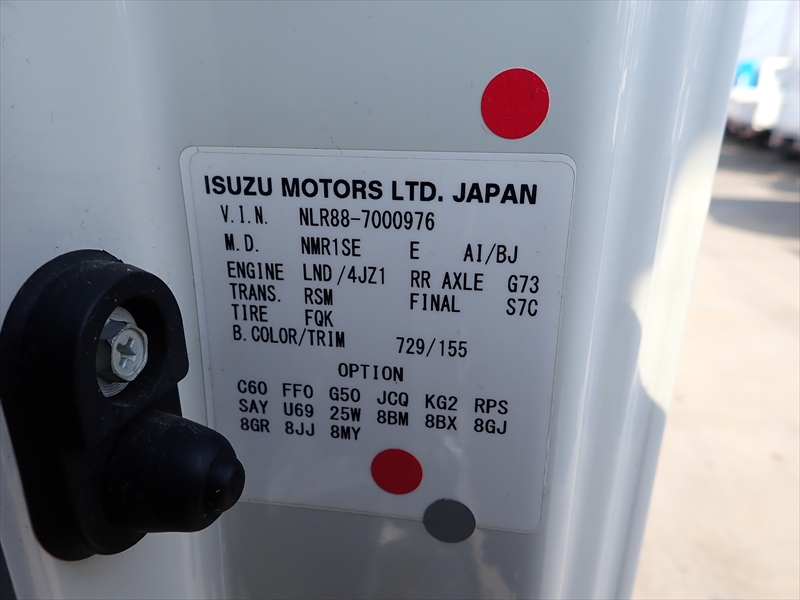 ISUZU MOTORS LTD. JAPAN
V.I.N. NLR88-7000976
M.D. NMR1SE E AI/BJ
ENGINE LND/4JZ1 RR AXLE G73
TRANS. RSM FINAL S7C
TIRE FQK
B.COLOR/TRIM 729/155
OPTION
C60 FF0 G50 JCQ KG2 RPS
SAY U69 25W 8BM 8BX 8GJ
8GR 8JJ 8MY